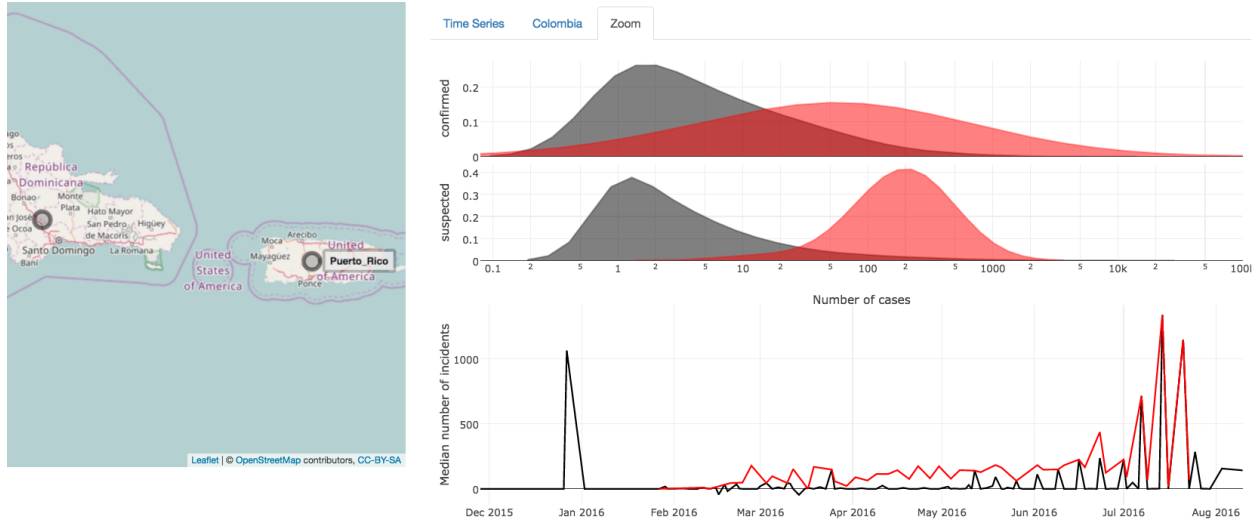 Time Series Colombia Zoom
República
Dominicana
Bonao Monte
Plata
Hato Mayor
San José
de Ocoa
San Pedro
de Macoris
Higüey
Santo Domingo
La Romana
Baní
United
States
of America
Moca Arecibo
Mayagüez
United
of America
Puerto_Rico
Ponce
Leaflet | © OpenStreetMap contributors, CC-BY-SA
confirmed
0.2
0.1
0
suspected
0.4
0.3
0.2
0.1
0
0.1 2 5 1 2 5 10 2 5 100 2 5 1000 2 5 10k 2 5
Number of cases
Median number of incidents
1000
500
0
Dec 2015 Jan 2016 Feb 2016 Mar 2016 Apr 2016 May 2016 Jun 2016 Jul 2016 Aug 2016